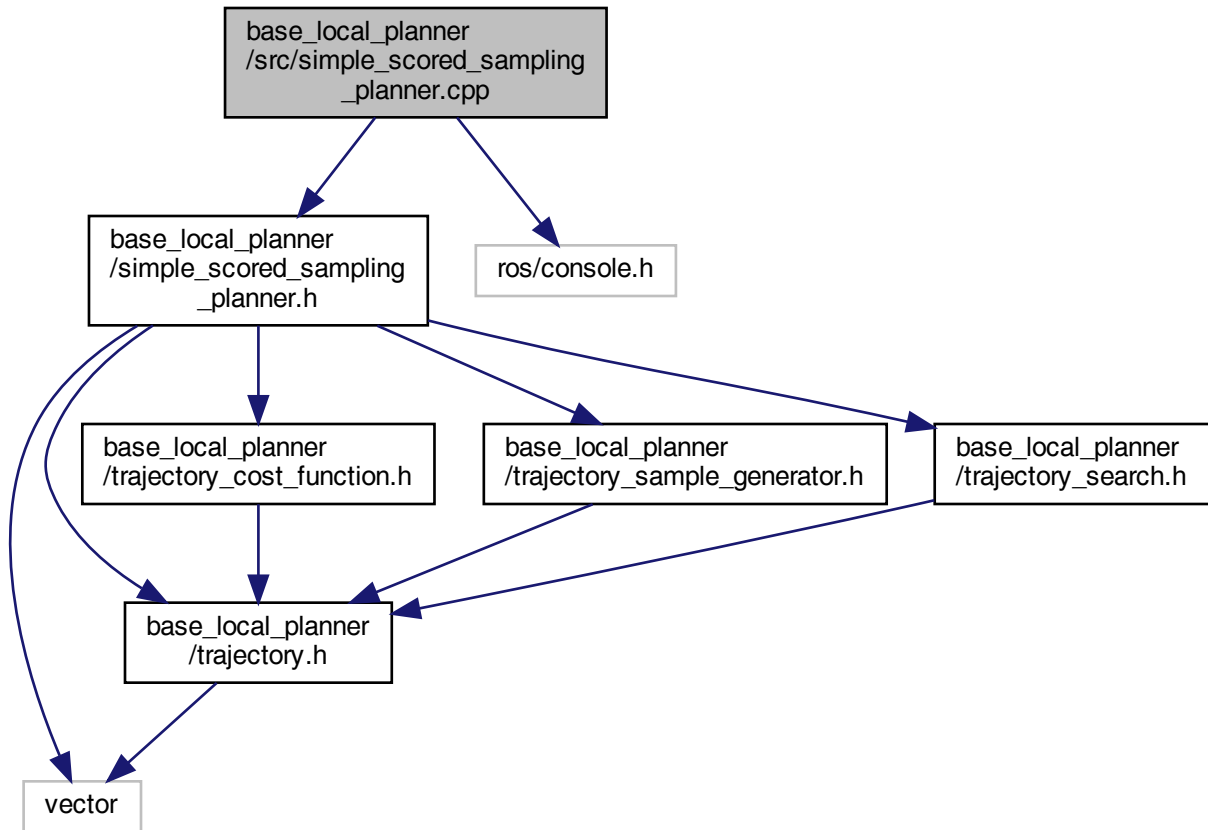 base_local_planner
/src/simple_scored_sampling
_planner.cpp
base_local_planner
/simple_scored_sampling
_planner.h
ros/console.h
base_local_planner
/trajectory_cost_function.h
base_local_planner
/trajectory_sample_generator.h
base_local_planner
/trajectory_search.h
base_local_planner
/trajectory.h
vector